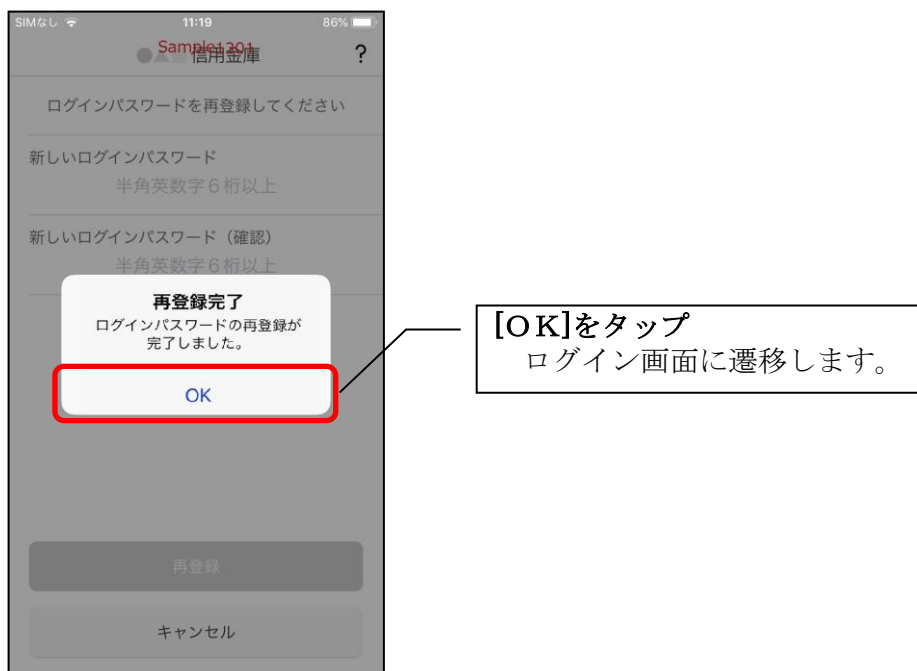 SIMなし 11:19 86%
●▲■信用金庫 ?
Sample1201
ログインパスワードを再登録してください
新しいログインパスワード
半角英数字６桁以上
新しいログインパスワード（確認）
半角英数字６桁以上
再登録完了
ログインパスワードの再登録が
完了しました。
OK
再登録
キャンセル
[ＯＫ]をタップ
ログイン画面に遷移します。